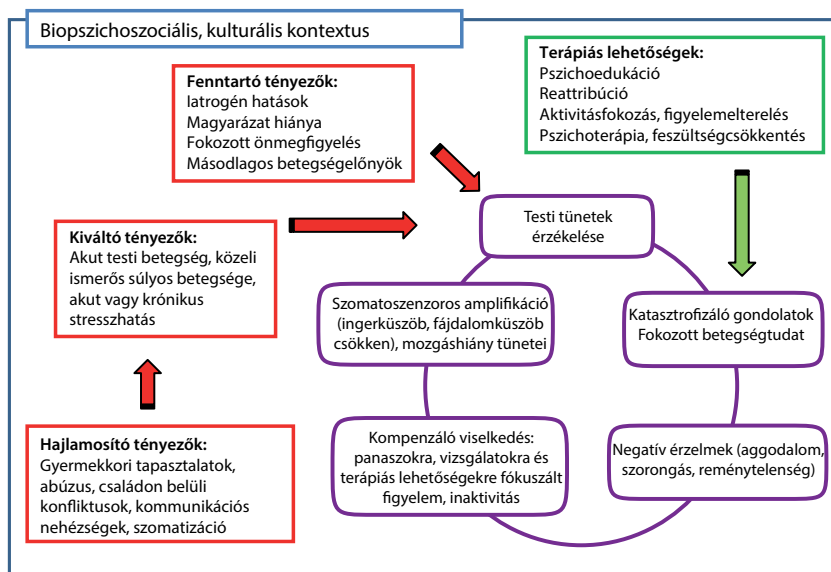 Biopszichoszociális, kulturális kontextus
Fenntartó tényezők:
Iatrogén hatások
Magyarázat hiánya
Fokozott önmegfigyelés
Másodlagos betegségelőnyök
Terápiás lehetőségek:
Pszichoedukáció
Reattribúció
Aktivitásfokozás, figyelemelterelés
Pszichoterápia, feszültségcsökkentés
Kiváltó tényezők:
Akut testi betegség, közeli
ismerős súlyos betegsége,
akut vagy krónikus
stresszhatás
Hajlamosító tényezők:
Gyermekkori tapasztalatok,
abúzus, családon belüli
konfliktusok, kommunikációs
nehézségek, szomatizáció
Testi tünetek
érzékelése
Katasztrofizáló gondolatok
Fokozott betegségtudat
Negatív érzelmek (aggodalom,
szorongás, reménytelenség)
Kompenzáló viselkedés:
panaszokra, vizsgálatokra és
terápiás lehetőségekre fókuszált
figyelem, inaktivitás
Szomatoszenzoros amplifikáció
(ingerküszöb, fájdalomküszöb
csökken), mozgáshiány tünetei